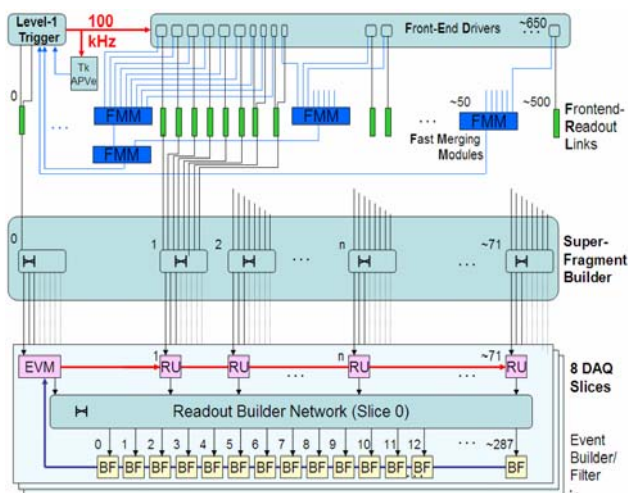 Level-1
Trigger
100
kHz
Front-End Drivers
~650
Tk
APVe
0
FMM
FMM
~50
~500
FMM
Fast Merging
Modules
Frontend-
Readout
Links
. . .
. . .
FMM
0
1
2
n
~71
. . .
. . .
Super-
Fragment
Builder
EVM
1
RU
RU
n
RU
~71
RU
. . .
. . .
8 DAQ
Slices
Readout Builder Network (Slice 0)
0 1 2 3 4 5 6 7 8 9 10 11 12 . . . ~287
BF BF BF BF BF BF BF BF BF BF BF BF BF
. . .
Event
Builder/
Filter